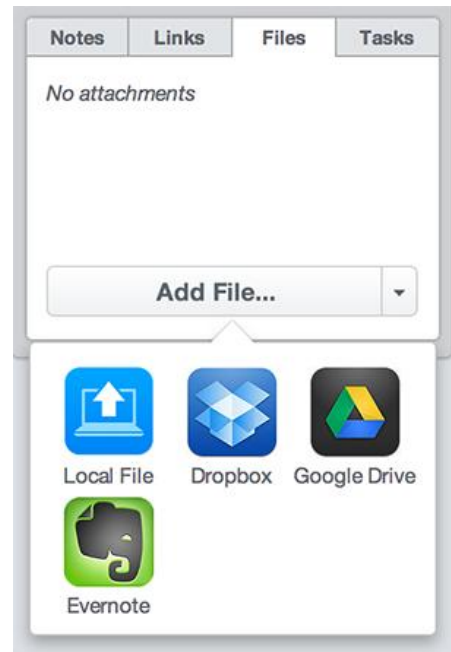 Notes Links Files Tasks
No attachments
Add File...
Local File Dropbox Google Drive
Evernote